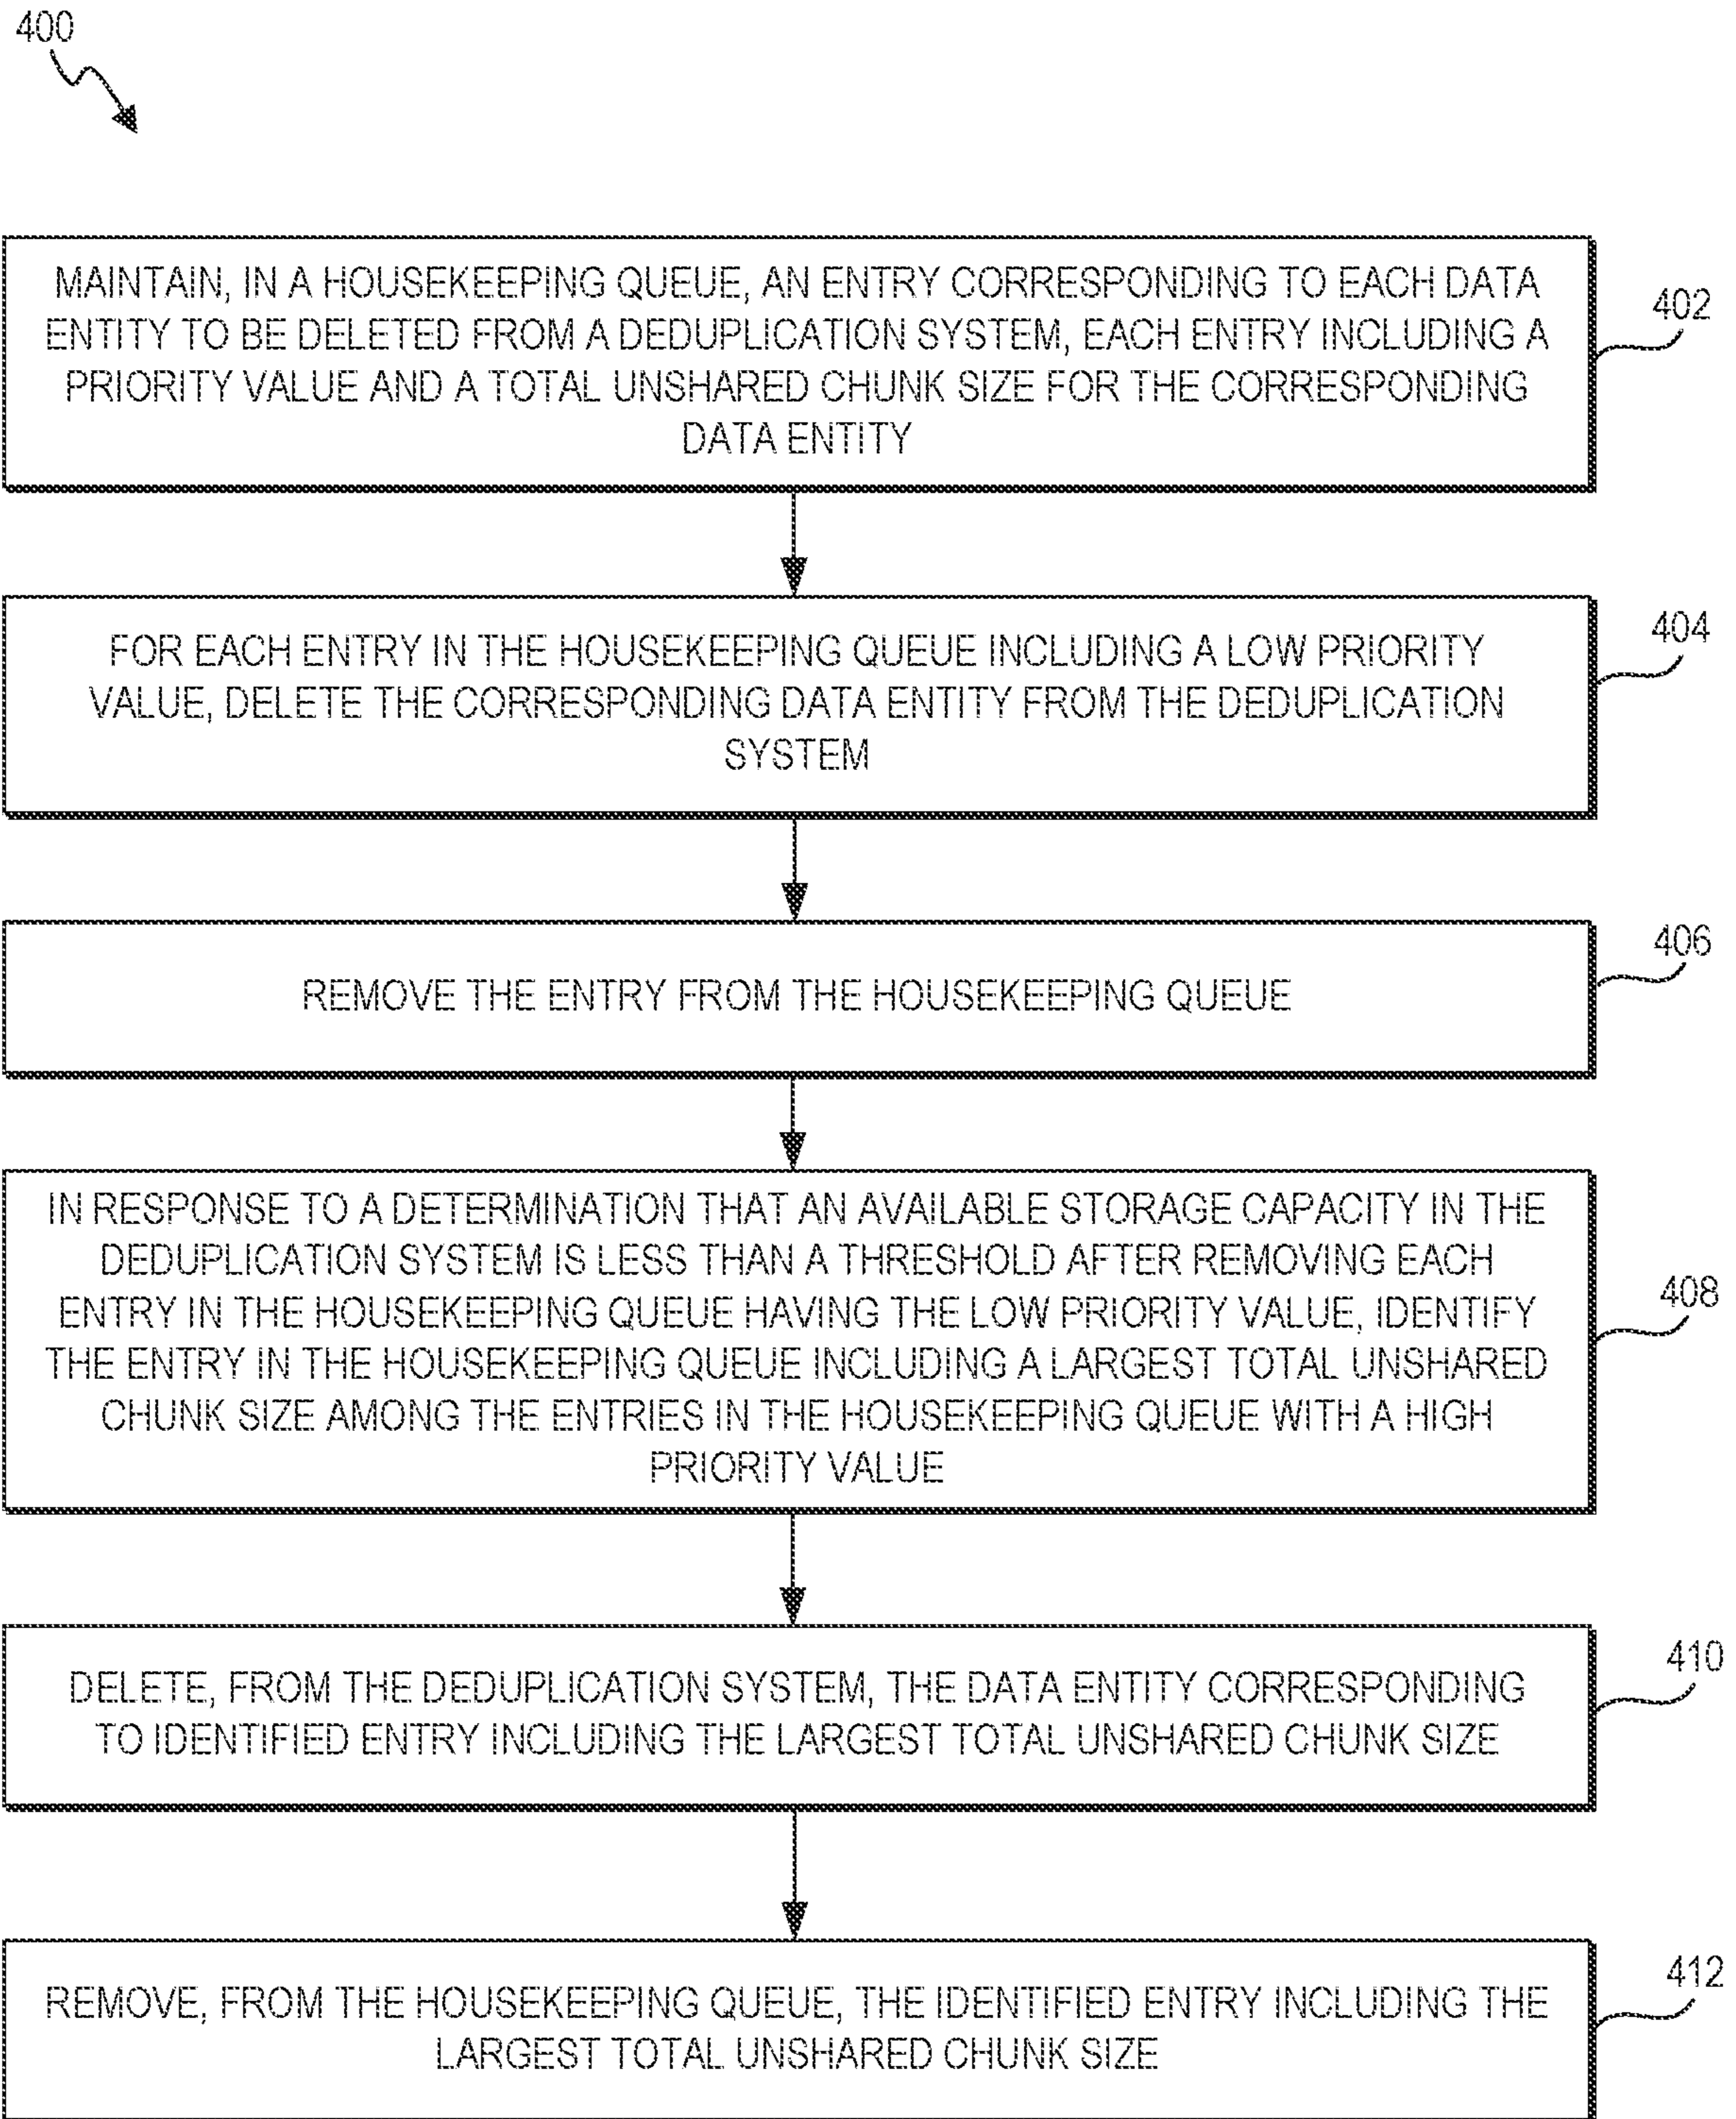 400
MAINTAIN, IN A HOUSEKEEPING QUEUE, AN ENTRY CORRESPONDING TO EACH DATA
ENTITY TO BE DELETED FROM A DEDUPLICATION SYSTEM, EACH ENTRY INCLUDING A
PRIORITY VALUE AND A TOTAL UNSHARED CHUNK SIZE FOR THE CORRESPONDING
DATA ENTITY
402
FOR EACH ENTRY IN THE HOUSEKEEPING QUEUE INCLUDING A LOW PRIORITY
VALUE, DELETE THE CORRESPONDING DATA ENTITY FROM THE DEDUPLICATION
SYSTEM
404
REMOVE THE ENTRY FROM THE HOUSEKEEPING QUEUE
406
IN RESPONSE TO A DETERMINATION THAT AN AVAILABLE STORAGE CAPACITY IN THE
DEDUPLICATION SYSTEM IS LESS THAN A THRESHOLD AFTER REMOVING EACH
ENTRY IN THE HOUSEKEEPING QUEUE HAVING THE LOW PRIORITY VALUE, IDENTIFY
THE ENTRY IN THE HOUSEKEEPING QUEUE INCLUDING A LARGEST TOTAL UNSHARED
CHUNK SIZE AMONG THE ENTRIES IN THE HOUSEKEEPING QUEUE WITH A HIGH
PRIORITY VALUE
408
DELETE, FROM THE DEDUPLICATION SYSTEM, THE DATA ENTITY CORRESPONDING
TO IDENTIFIED ENTRY INCLUDING THE LARGEST TOTAL UNSHARED CHUNK SIZE
410
REMOVE, FROM THE HOUSEKEEPING QUEUE, THE IDENTIFIED ENTRY INCLUDING THE
LARGEST TOTAL UNSHARED CHUNK SIZE
412